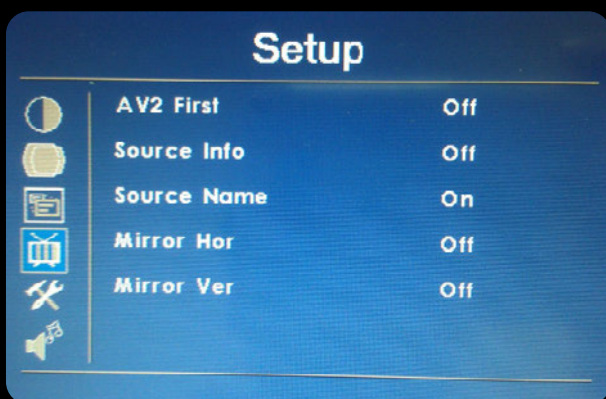 Setup
AV2 First Off
Source Info Off
Source Name On
Mirror Hor Off
Mirror Ver Off